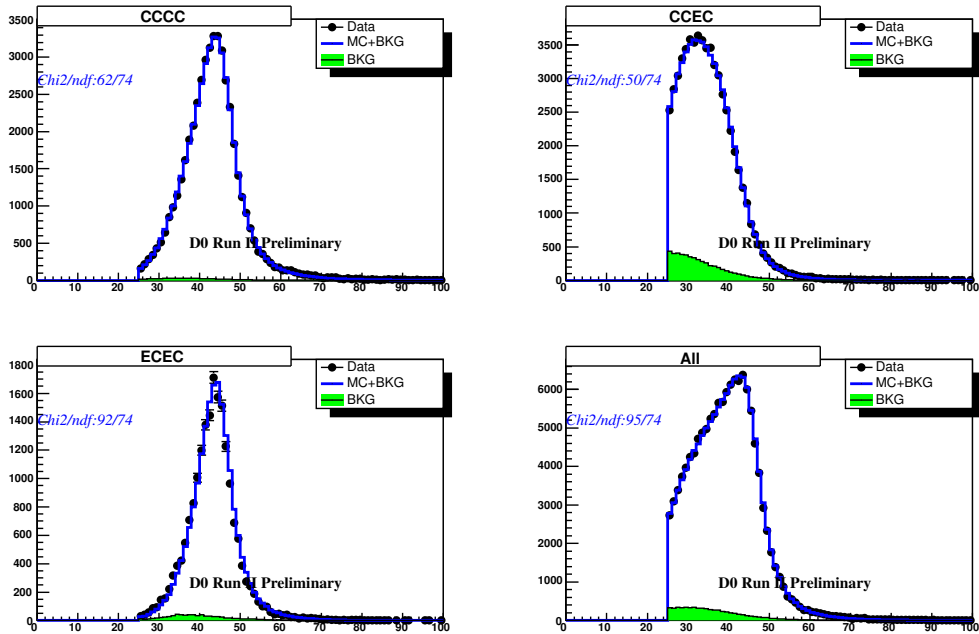 CCCC
Data
MC+BKG
BKG
Chi2/ndf:62/74
3500
3000
2500
2000
1500
1000
500
0
D0 Run II Preliminary
0 10 20 30 40 50 60 70 80 90 100
CCEC
Data
MC+BKG
BKG
Chi2/ndf:50/74
3500
3000
2500
2000
1500
1000
500
0
D0 Run II Preliminary
0 10 20 30 40 50 60 70 80 90 100
ECEC
Data
MC+BKG
BKG
Chi2/ndf:92/74
1800
1600
1400
1200
1000
800
600
400
200
0
D0 Run II Preliminary
0 10 20 30 40 50 60 70 80 90 100
All
Data
MC+BKG
BKG
Chi2/ndf:95/74
6000
5000
4000
3000
2000
1000
0
D0 Run II Preliminary
0 10 20 30 40 50 60 70 80 90 100